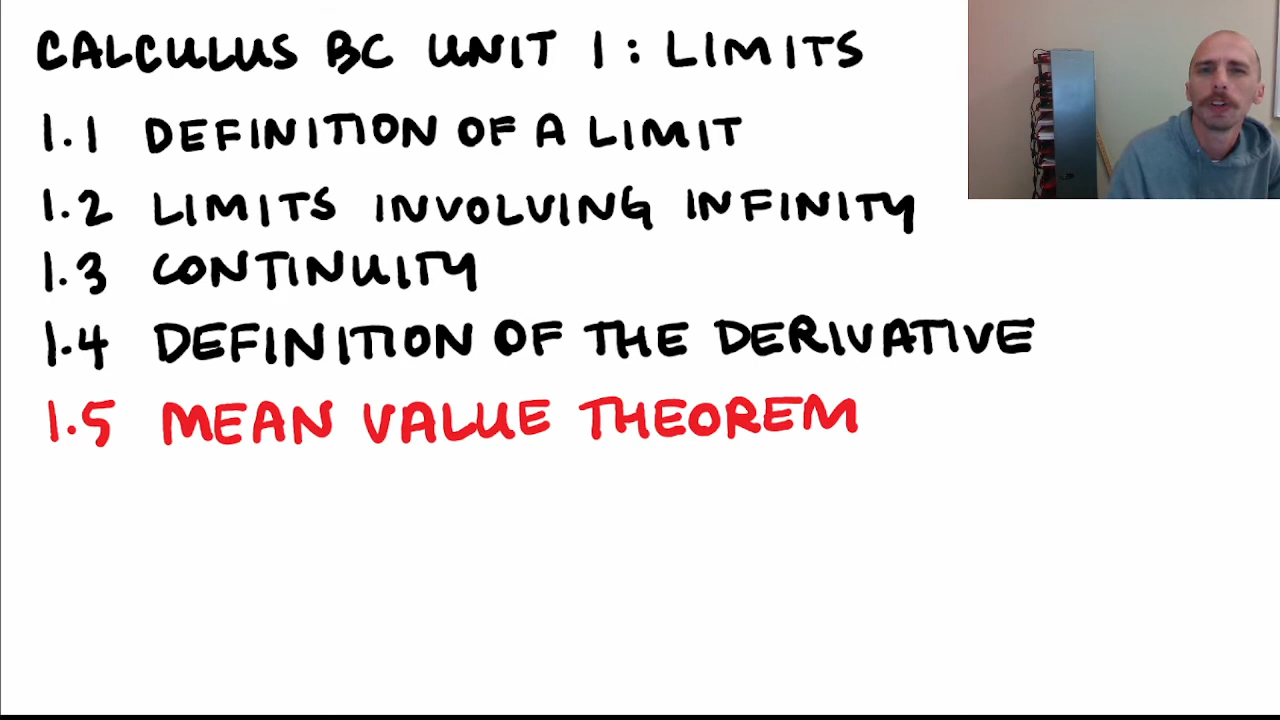 CALCULUS BC UNIT 1: LIMITS
1.1 DEFINITION OF A LIMIT
1.2 LIMITS INVOLVING INFINITY
1.3 CONTINUITY
1.4 DEFINITION OF THE DERIVATIVE
1.5 MEAN VALUE THEOREM